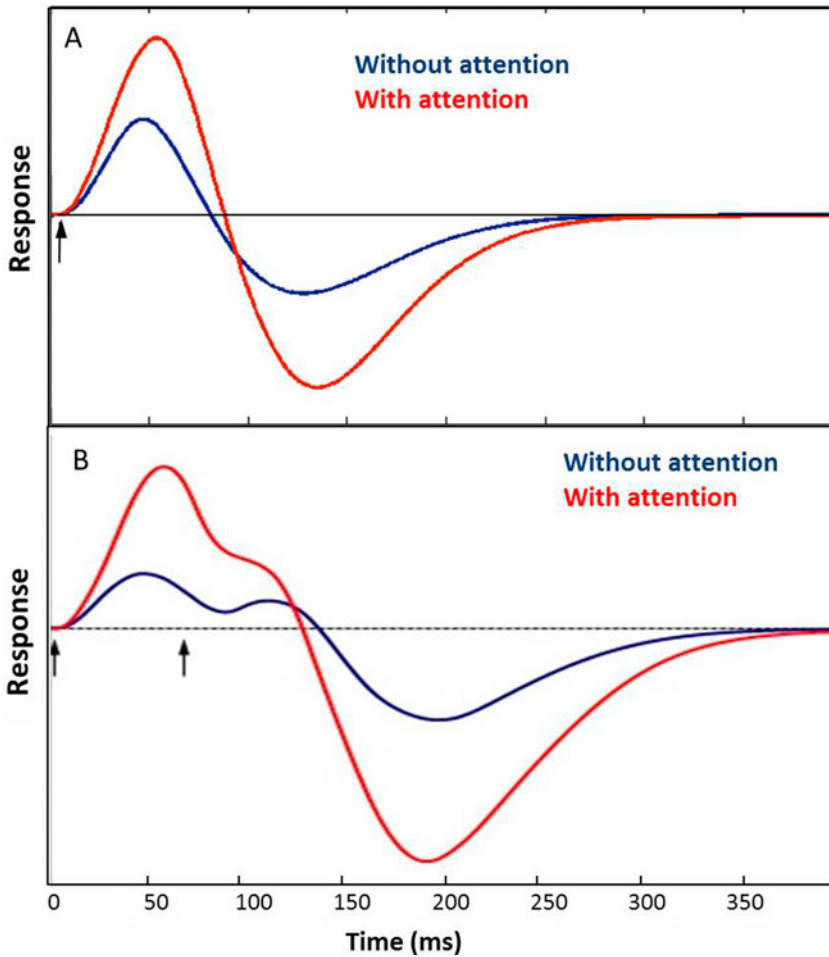 A
Without attention
With attention
Response
B
Without attention
With attention
Response
0 50 100 150 200 250 300 350
Time (ms)